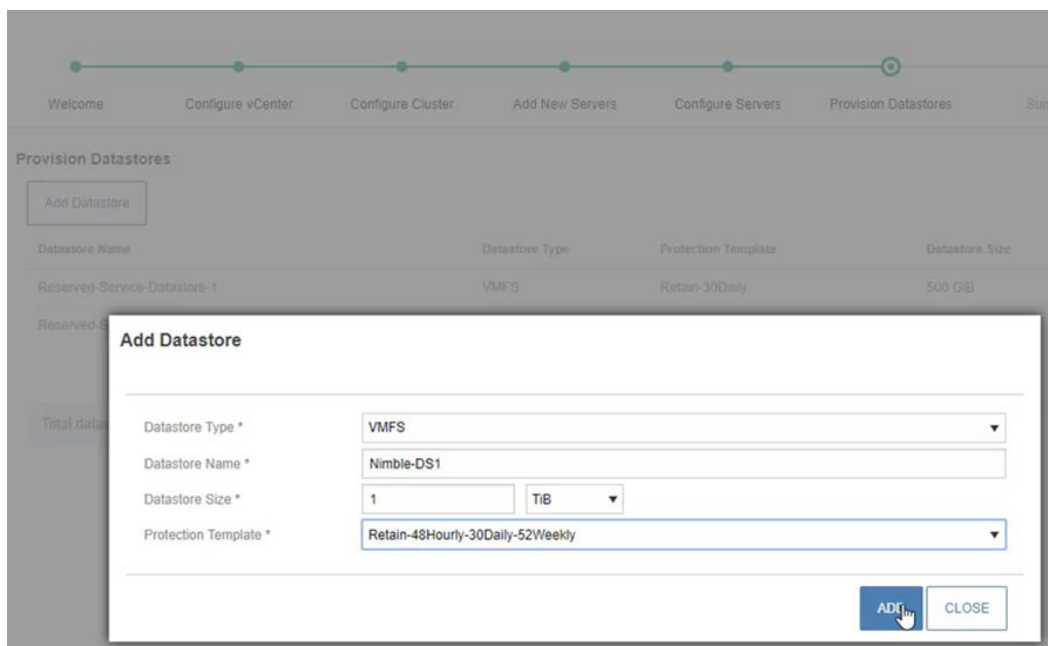 Welcome Configure vCenter Configure Cluster Add New Servers Configure Servers Provision Datastores
Provision Datastores
Add Datastore
Datastore Name Datastore Type Protection Template Datastore Size
Reserved-Service-Datastore-1 VMFS Retain-30Daily 500 GiB
Add Datastore
Datastore Type * VMFS
Datastore Name * Nimble-DS1
Datastore Size * 1 TiB
Protection Template * Retain-48Hourly-30Daily-52Weekly
ADD CLOSE